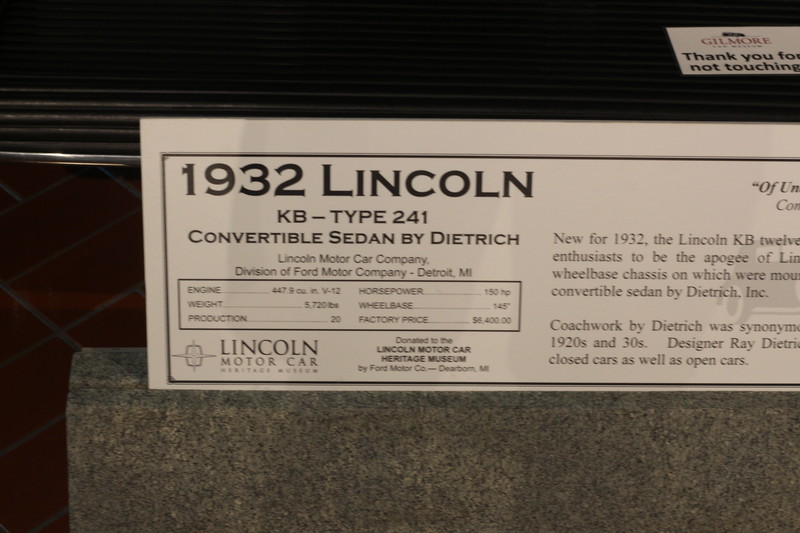 GILMORE
CAR MUSEUM
Thank you for
not touching
1932 LINCOLN
KB – TYPE 241
CONVERTIBLE SEDAN BY DIETRICH
Lincoln Motor Car Company,
Division of Ford Motor Company - Detroit, MI
ENGINE 447.9 cu. in. V-12 HORSEPOWER 150 hp
WEIGHT 5,720 lbs WHEELBASE 145"
PRODUCTION 20 FACTORY PRICE $6,400.00
LINCOLN
MOTOR CAR
HERITAGE MUSEUM
Donated to the
LINCOLN MOTOR CAR
HERITAGE MUSEUM
by Ford Motor Co.— Dearborn, MI
"Of Un
Con
New for 1932, the Lincoln KB twelve
enthusiasts to be the apogee of Lin
wheelbase chassis on which were mou
convertible sedan by Dietrich, Inc.
Coachwork by Dietrich was synonymo
1920s and 30s. Designer Ray Dietric
closed cars as well as open cars.